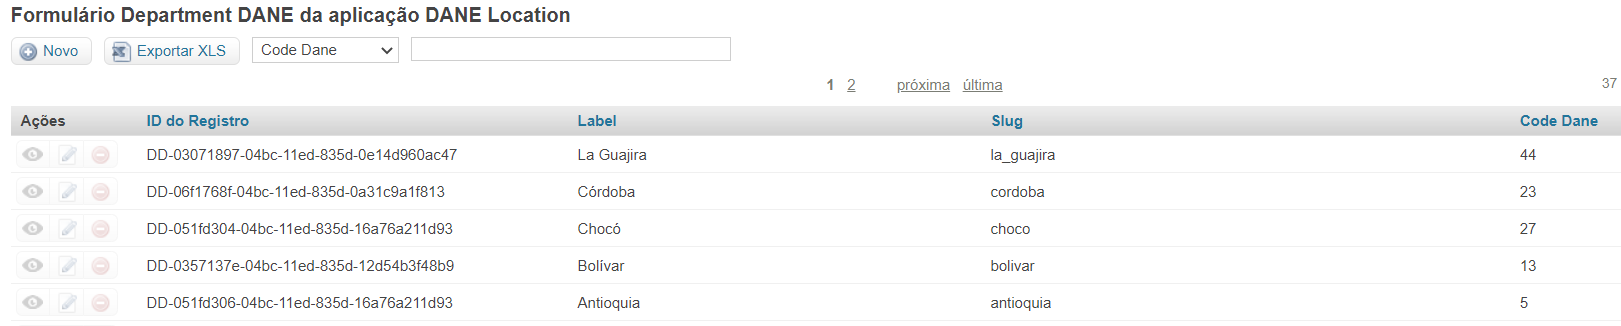 Formulário Department DANE da aplicação DANE Location
Novo Exportar XLS Code Dane
1 2 próxima última 37
Ações ID do Registro Label Slug Code Dane
DD-03071897-04bc-11ed-835d-0e14d960ac47 La Guajira la_guajira 44
DD-06f1768f-04bc-11ed-835d-0a31c9a1f813 Córdoba cordoba 23
DD-051fd304-04bc-11ed-835d-16a76a211d93 Chocó choco 27
DD-0357137e-04bc-11ed-835d-12d54b3f48b9 Bolívar bolivar 13
DD-051fd306-04bc-11ed-835d-16a76a211d93 Antioquia antioquia 5